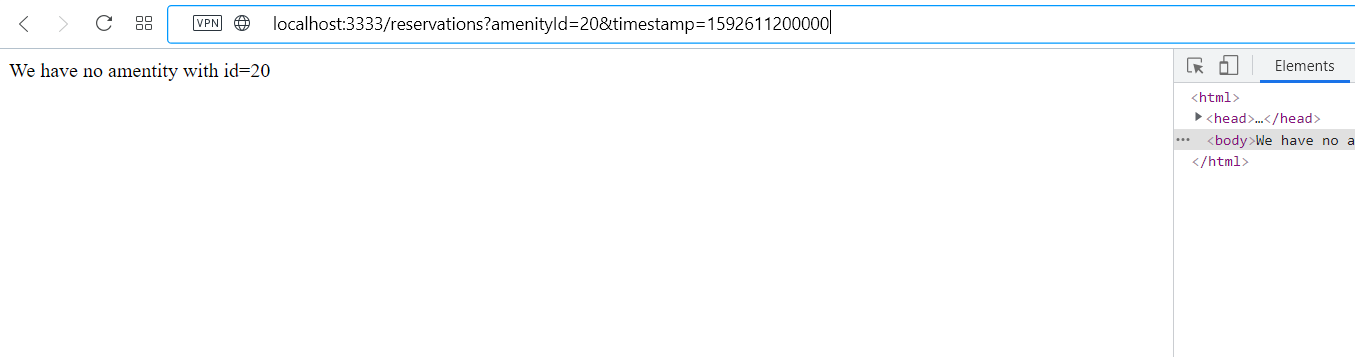 VPN localhost:3333/reservations?amenityId=20&timestamp=1592611200000
We have no amentity with id=20
Elements
<html>
<head>…</head>
<body>We have no a
</html>